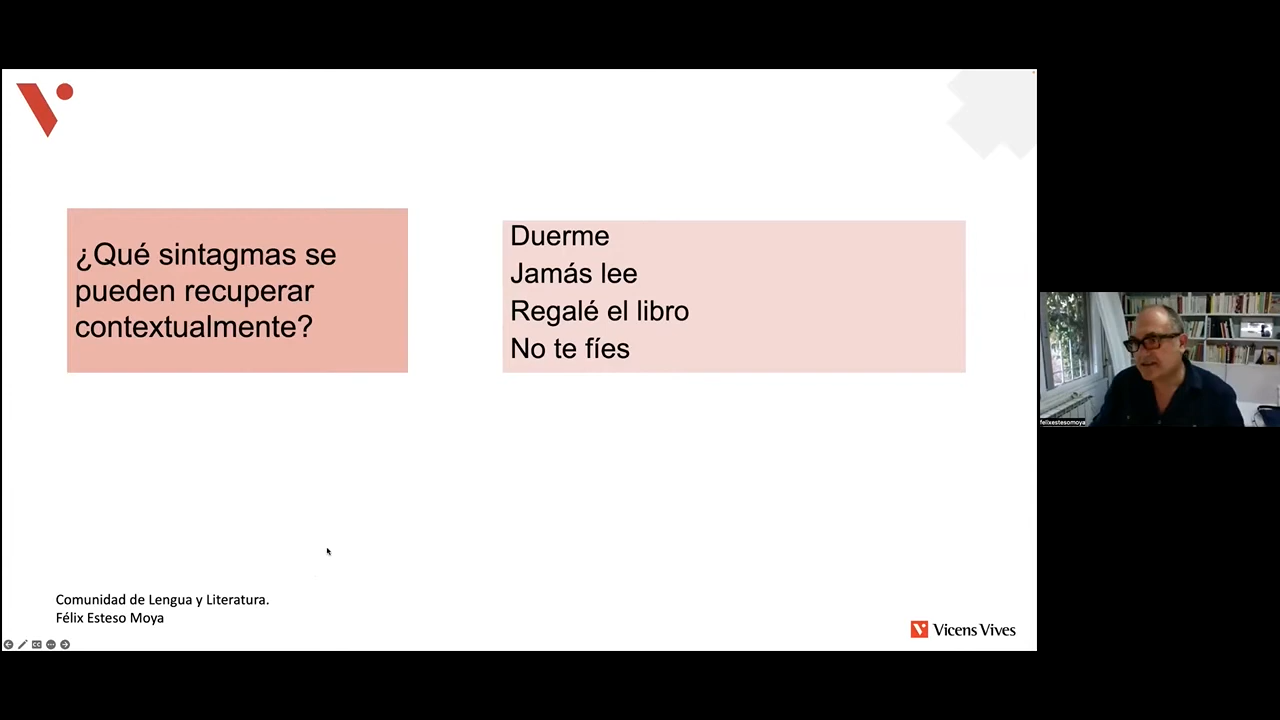 ¿Qué sintagmas se
pueden recuperar
contextualmente?
Duerme
Jamás lee
Regalé el libro
No te fíes
felixestesomoya
Comunidad de Lengua y Literatura.
Félix Esteso Moya
Vicens Vives